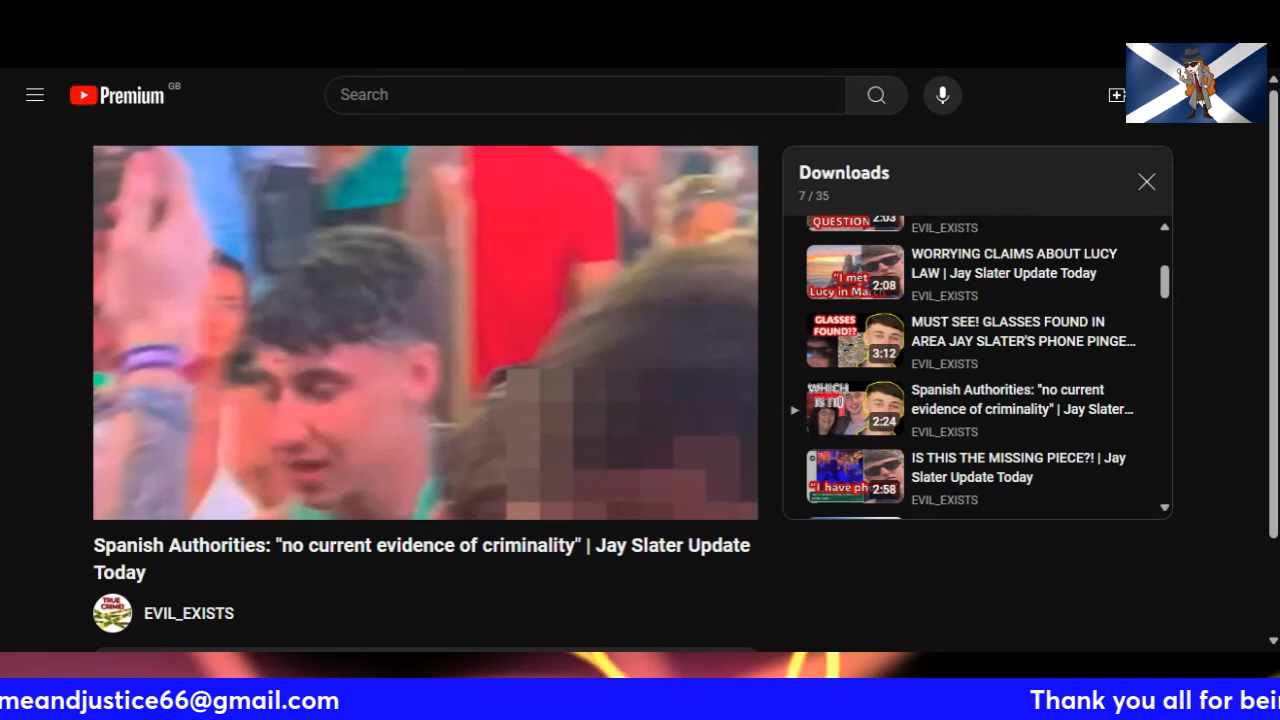 Premium GB
Search
Downloads
7 / 35
QUESTION 2:03
EVIL_EXISTS
"I met
Lucy in Ma 2:08
WORRYING CLAIMS ABOUT LUCY
LAW | Jay Slater Update Today
EVIL_EXISTS
GLASSES
FOUND??
3:12
MUST SEE! GLASSES FOUND IN
AREA JAY SLATER'S PHONE PINGE...
EVIL_EXISTS
WHICH
IS IT!)
2:24
Spanish Authorities: "no current
evidence of criminality" | Jay Slater...
EVIL_EXISTS
"I have ph 2:58
IS THIS THE MISSING PIECE?! | Jay
Slater Update Today
EVIL_EXISTS
Spanish Authorities: "no current evidence of criminality" | Jay Slater Update
Today
TRUE
CRIME!
EVIL_EXISTS
meandjustice66@gmail.com
Thank you all for bei